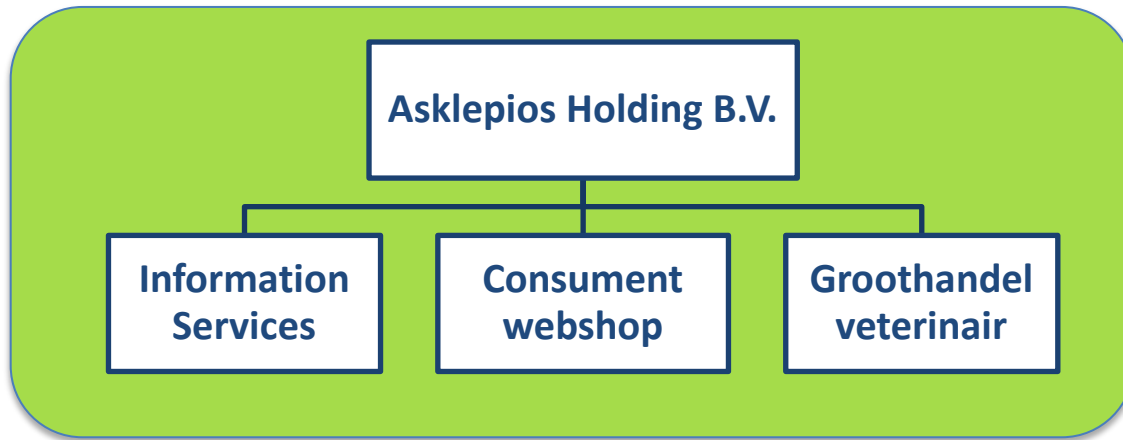 Asklepios Holding B.V.
Information
Services
Consument
webshop
Groothandel
veterinair